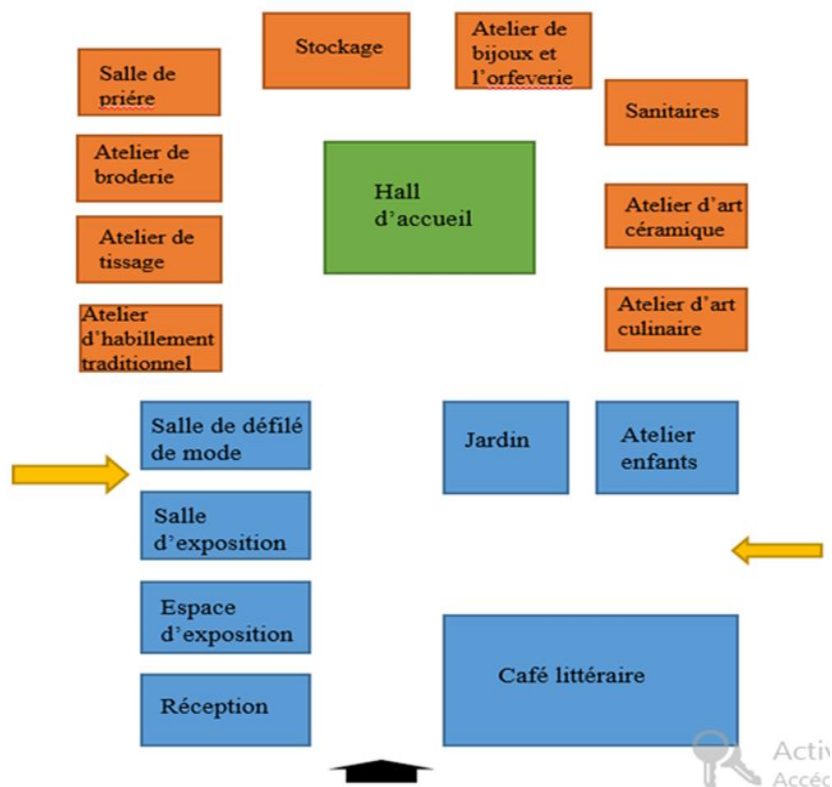 Stockage
Atelier de
bijoux et
l'orfeverie
Salle de
priére
Sanitaires
Atelier de
broderie
Hall
d'accueil
Atelier d'art
céramique
Atelier de
tissage
Atelier
d'habillement
traditionnel
Atelier d'art
culinaire
Salle de défilé
de mode
Jardin
Atelier
enfants
Salle
d'exposition
Espace
d'exposition
Café littéraire
Réception
Activ
Accéd